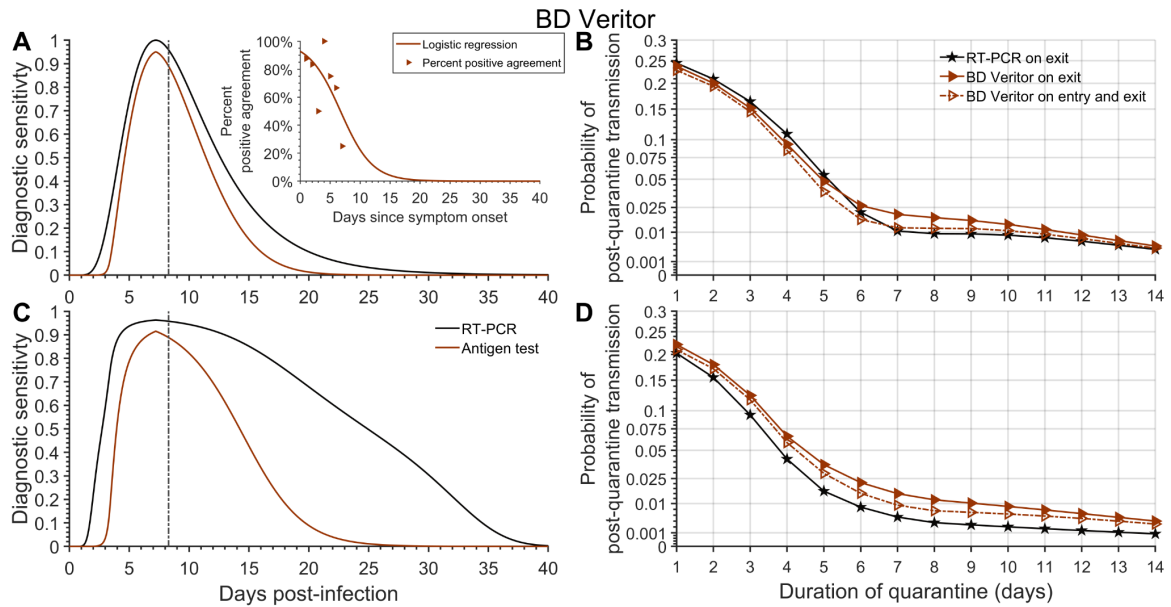 BD Veritor
A
Diagnostic sensitivty
1
0.9
0.8
0.7
0.6
0.5
0.4
0.3
0.2
0.1
0
0 5 10 15 20 25 30 35 40
Percent
positive agreement
100%
80%
60%
40%
20%
0%
0 5 10 15 20 25 30 35 40
Days since symptom onset
Logistic regression
Percent positive agreement
B
Probability of
post-quarantine transmission
0.3
0.25
0.2
0.15
0.1
0.075
0.05
0.025
0.01
0.001
0
1 2 3 4 5 6 7 8 9 10 11 12 13 14
RT-PCR on exit
BD Veritor on exit
BD Veritor on entry and exit
C
Diagnostic sensitivty
1
0.9
0.8
0.7
0.6
0.5
0.4
0.3
0.2
0.1
0
0 5 10 15 20 25 30 35 40
Days post-infection
RT-PCR
Antigen test
D
Probability of
post-quarantine transmission
0.3
0.25
0.2
0.15
0.1
0.075
0.05
0.025
0.01
0.001
0
1 2 3 4 5 6 7 8 9 10 11 12 13 14
Duration of quarantine (days)